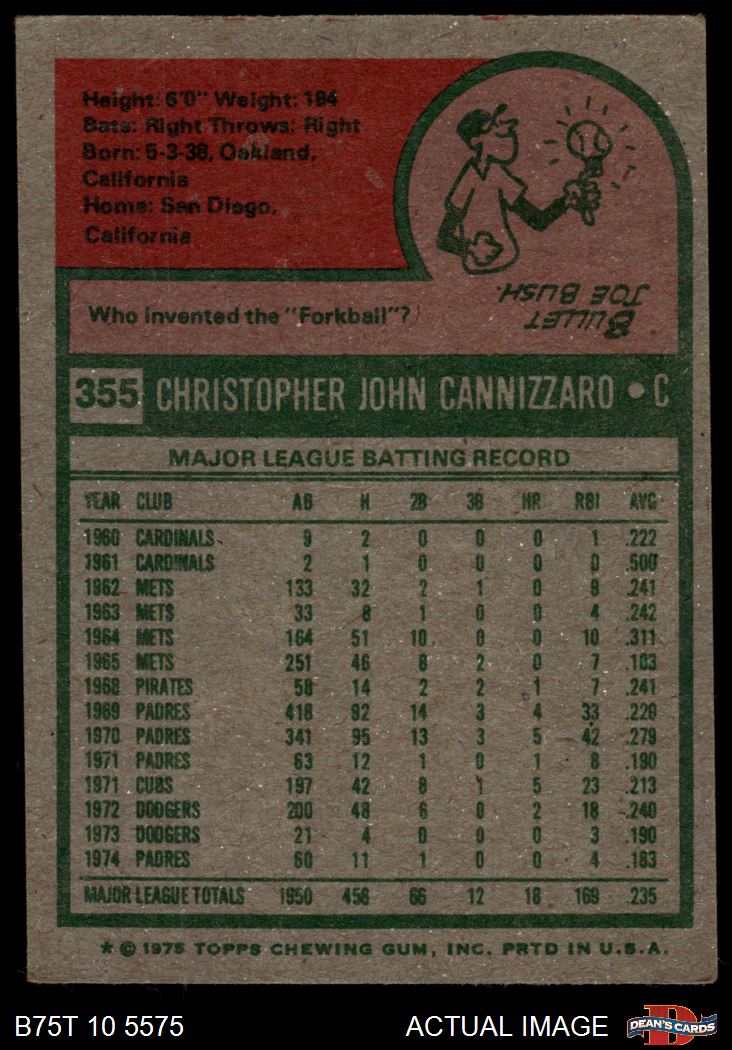 Height: 6'0" Weight: 194
Bats: Right Throws: Right
Born: 5-3-38, Oakland,
California
Home: San Diego,
California
Who invented the "Forkball"?
BULLET
JOE BUSH.
355 CHRISTOPHER JOHN CANNIZZARO • C
MAJOR LEAGUE BATTING RECORD
YEAR CLUB AB H 2B 3B HR RBI AVG
1960 CARDINALS 9 2 0 0 0 1 .222
1961 CARDINALS 2 1 0 0 0 0 .500
1962 METS 133 32 2 1 0 9 .241
1963 METS 33 8 1 0 0 4 .242
1964 METS 164 51 10 0 0 10 .311
1965 METS 251 46 8 2 0 7 .183
1968 PIRATES 58 14 2 2 1 7 .241
1969 PADRES 418 92 14 3 4 33 .220
1970 PADRES 341 95 13 3 5 42 .279
1971 PADRES 63 12 1 0 1 8 .190
1971 CUBS 197 42 8 1 5 23 .213
1972 DODGERS 200 48 6 0 2 18 .240
1973 DODGERS 21 4 0 0 0 3 .190
1974 PADRES 60 11 1 0 0 4 .183
MAJOR LEAGUE TOTALS 1950 458 66 12 18 169 .235
* © 1975 TOPPS CHEWING GUM, INC. PRTD IN U.S.A.
B75T 10 5575 ACTUAL IMAGE DEAN'S CARDS